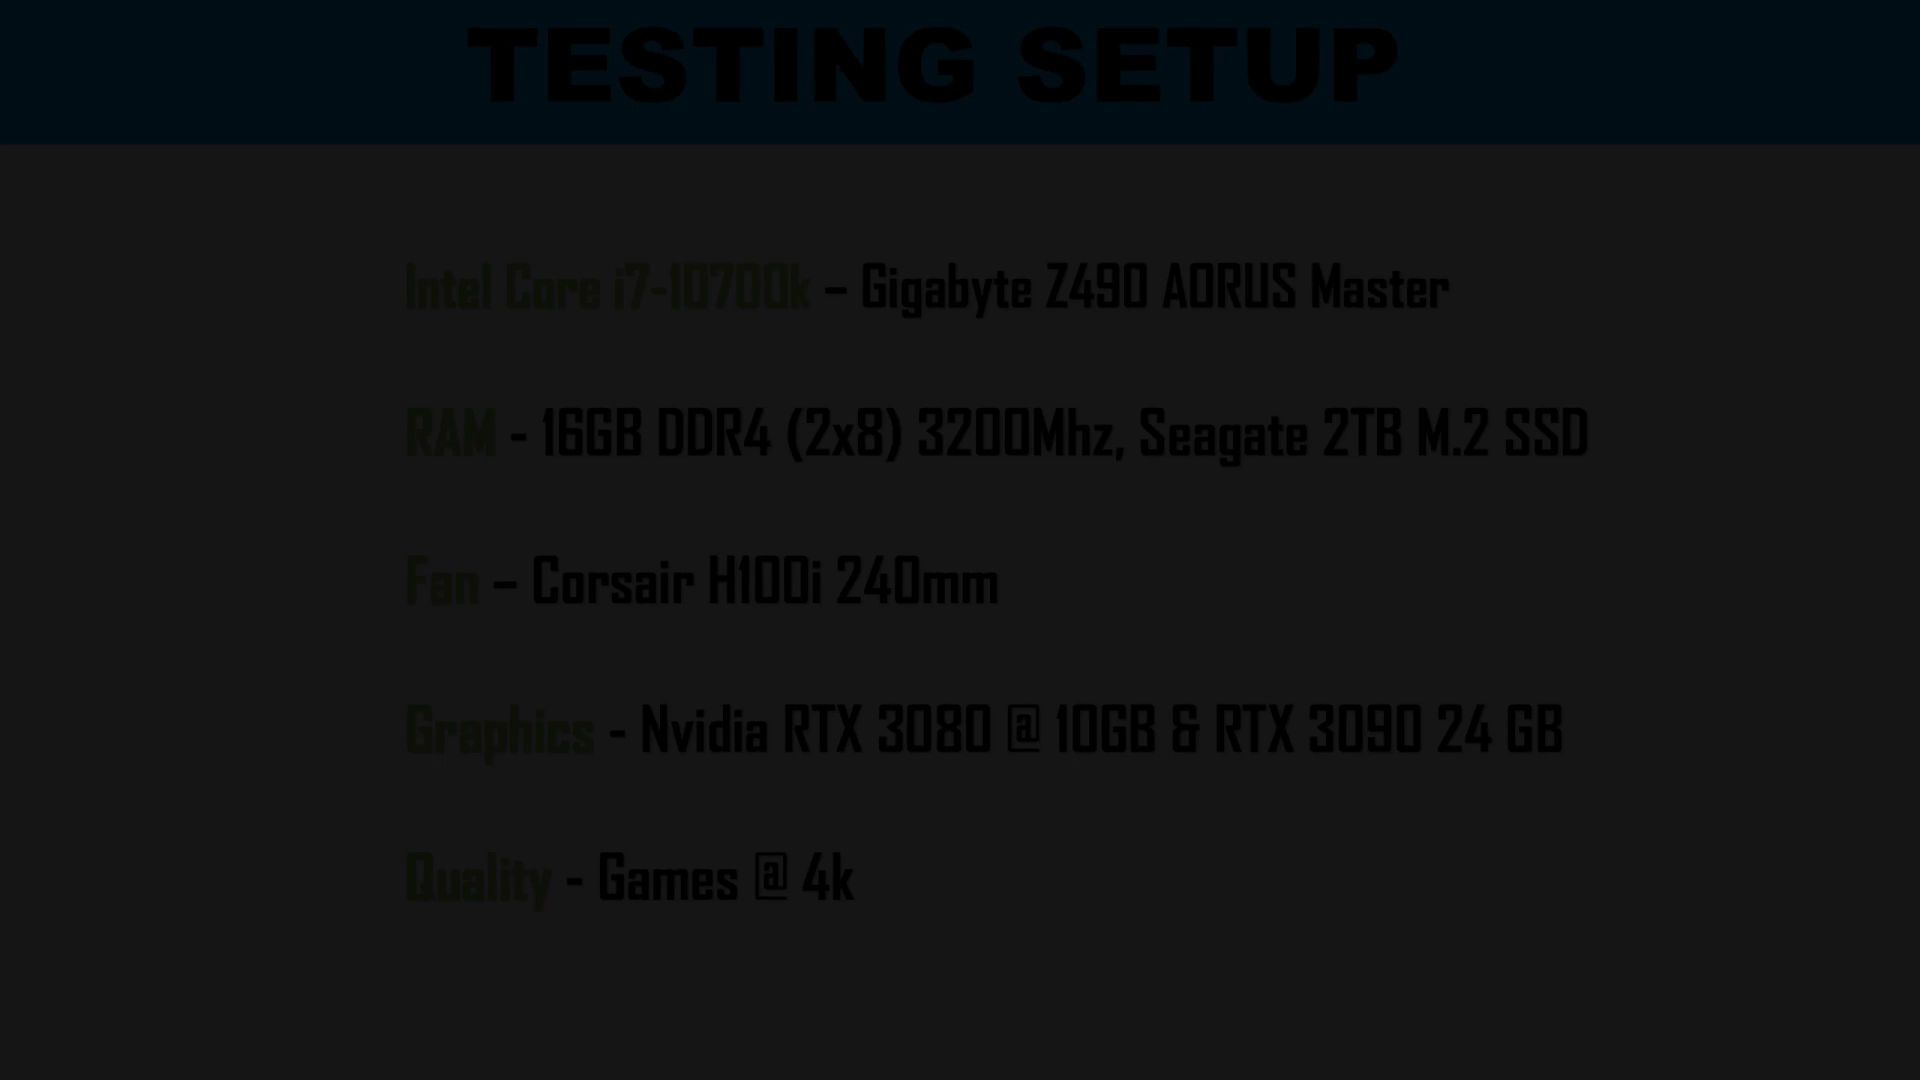 TESTING SETUP
Intel Core i7-10700k – Gigabyte Z490 AORUS Master
RAM - 16GB DDR4 (2x8) 3200Mhz, Seagate 2TB M.2 SSD
Fan – Corsair H100i 240mm
Graphics - Nvidia RTX 3080 @ 10GB & RTX 3090 24 GB
Quality - Games @ 4k